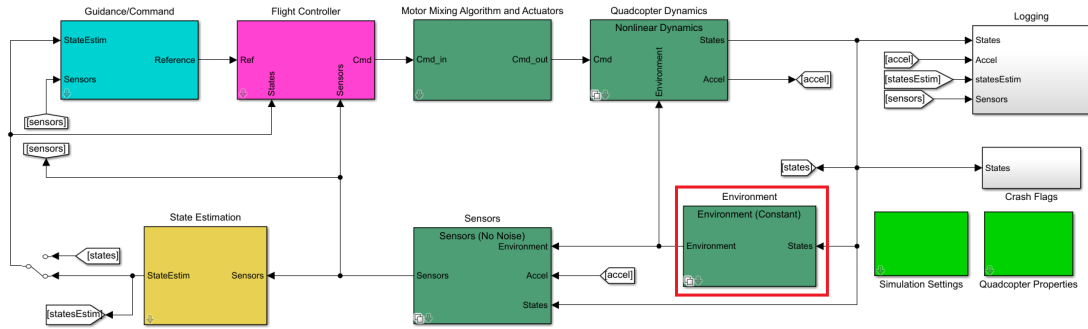 Guidance/Command
StateEstim
Reference
Sensors
Flight Controller
Ref
Cmd
States
Sensors
Motor Mixing Algorithm and Actuators
Cmd_in
Cmd_out
Quadcopter Dynamics
Nonlinear Dynamics
States
Cmd
Environment
Accel
[accel]
Logging
States
[accel]
Accel
[statesEstim]
statesEstim
[sensors]
Sensors
[sensors]
[sensors]
[states]
States
Crash Flags
State Estimation
StateEstim
Sensors
[states]
[statesEstim]
Sensors
Sensors (No Noise)
Environment
Sensors
Accel
[accel]
States
Environment
Environment (Constant)
Environment
States
Simulation Settings
Quadcopter Properties